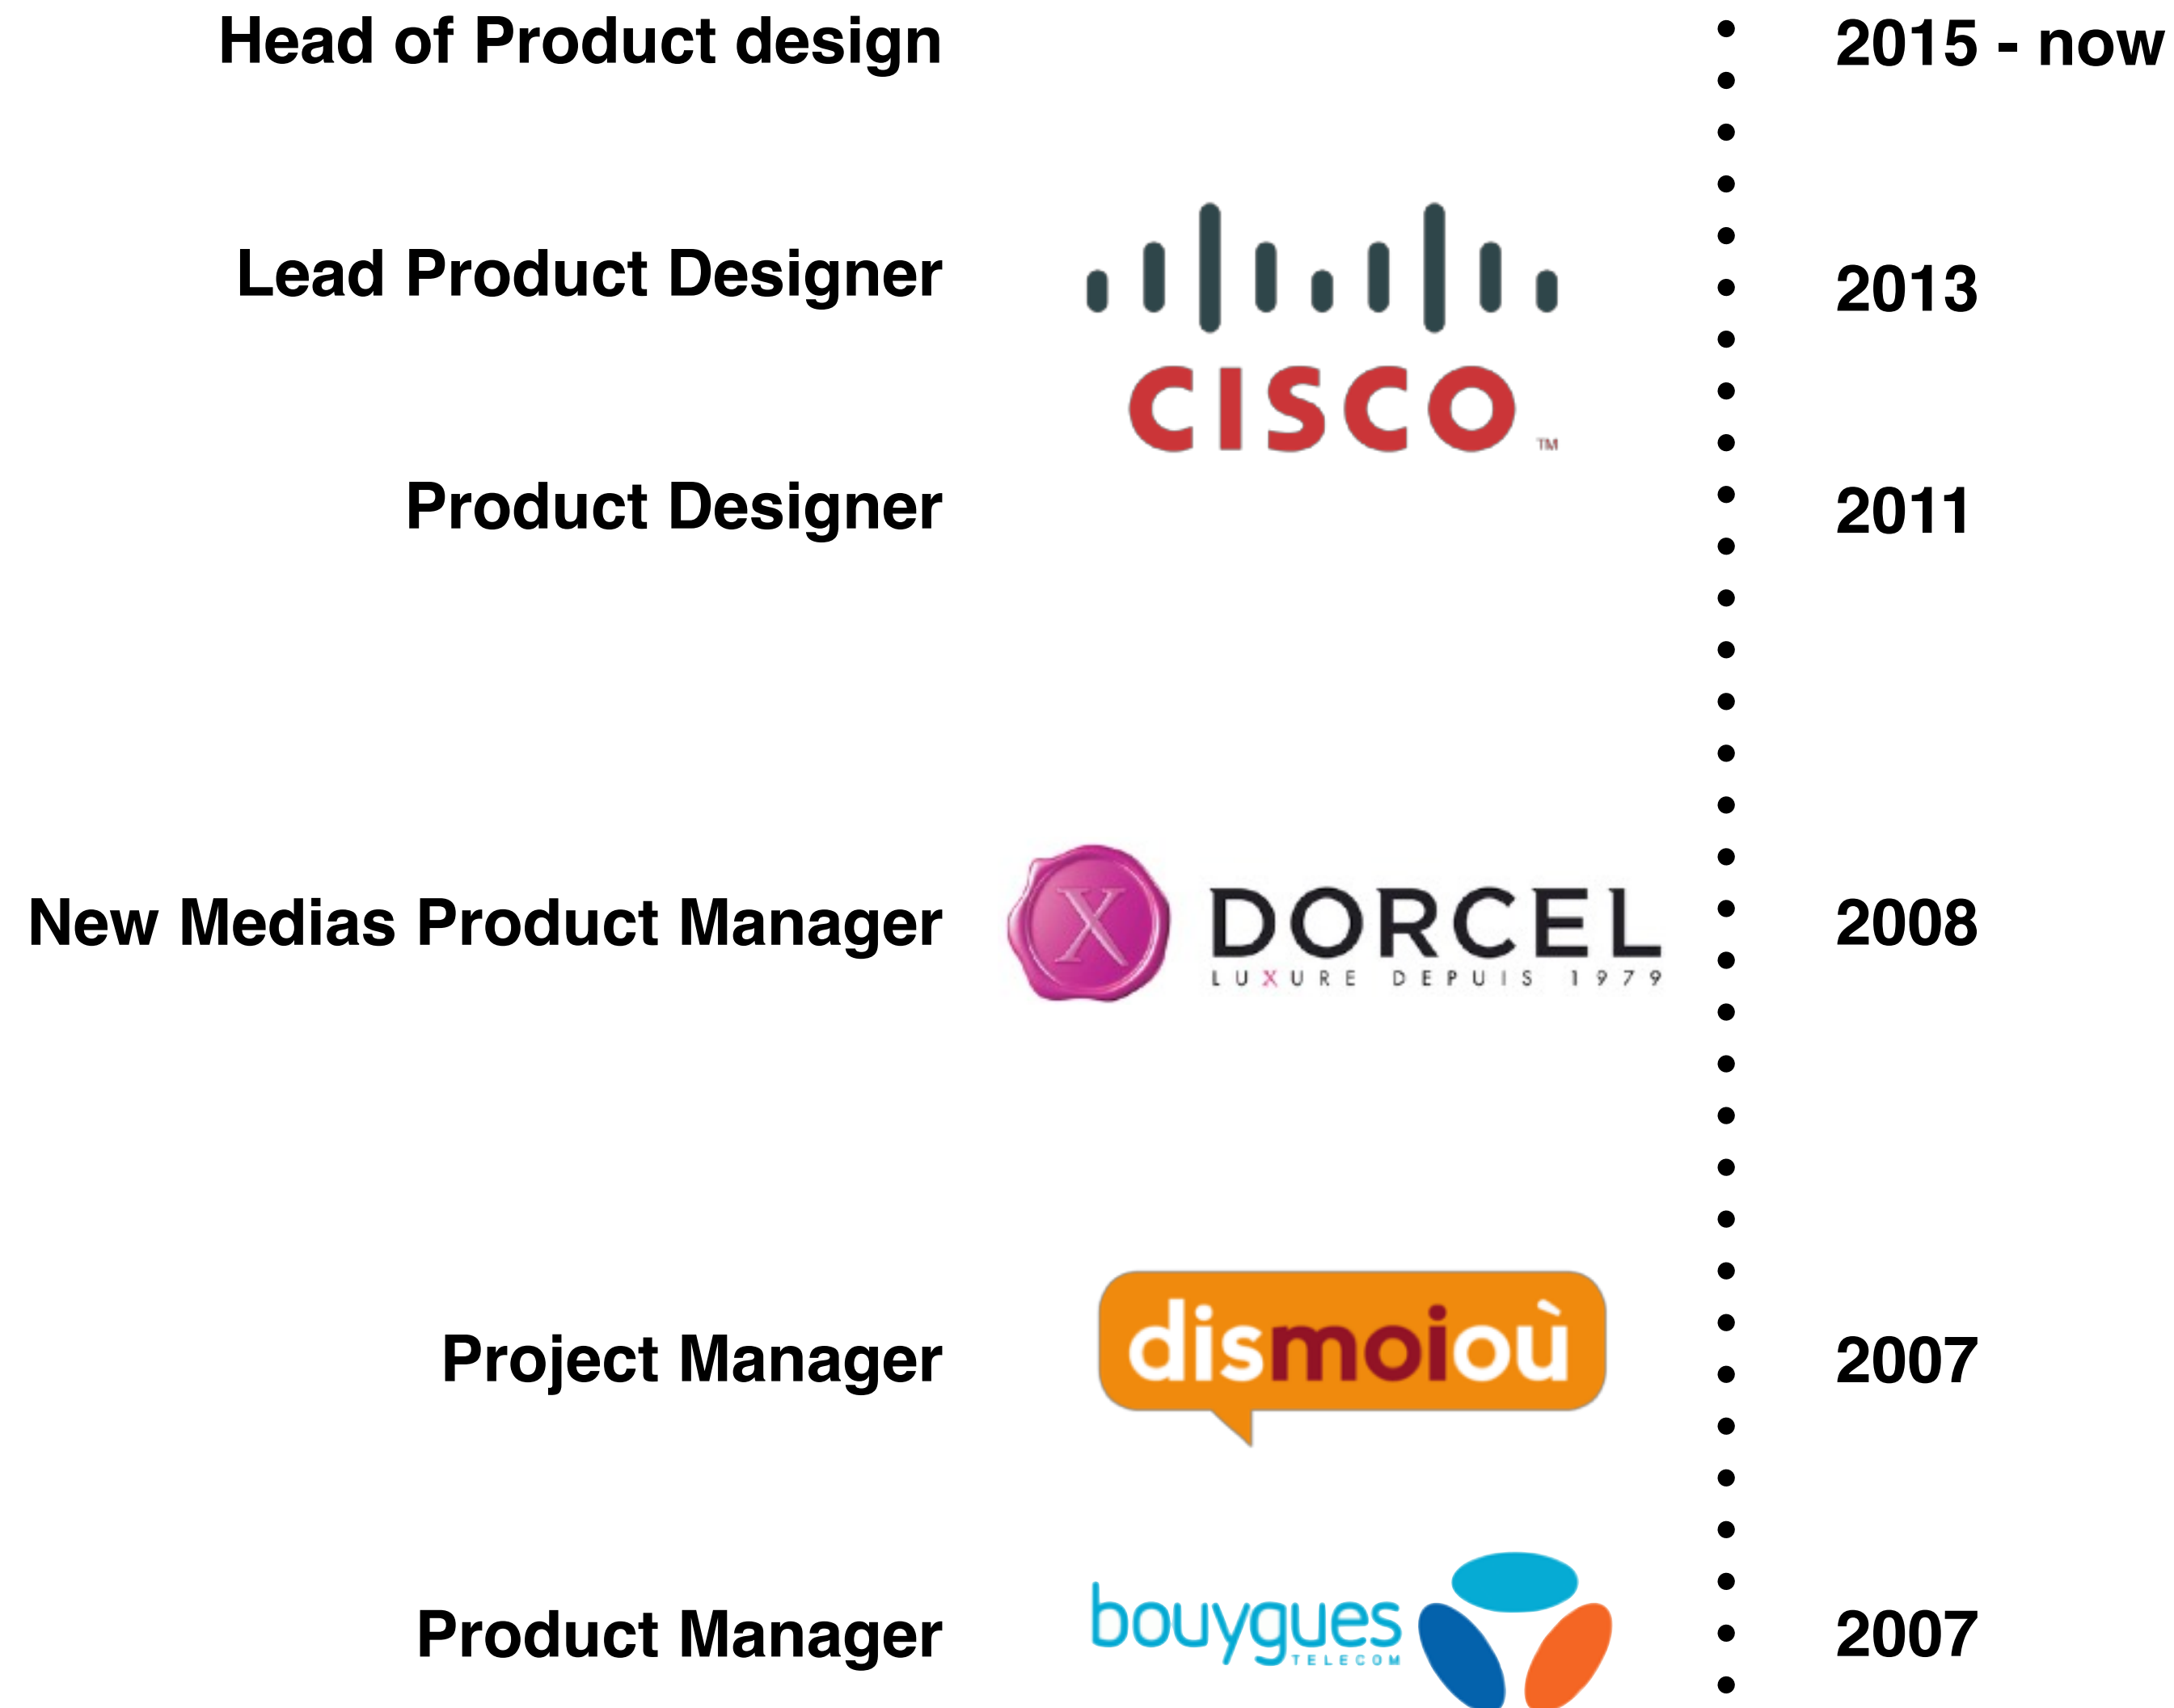 Head of Product design 2015 - now
Lead Product Designer 2013
CISCO ™
Product Designer 2011
New Medias Product Manager X DORCEL 2008
LUXURE DEPUIS 1979
Project Manager dismoioù 2007
Product Manager bouygues 2007
TELECOM